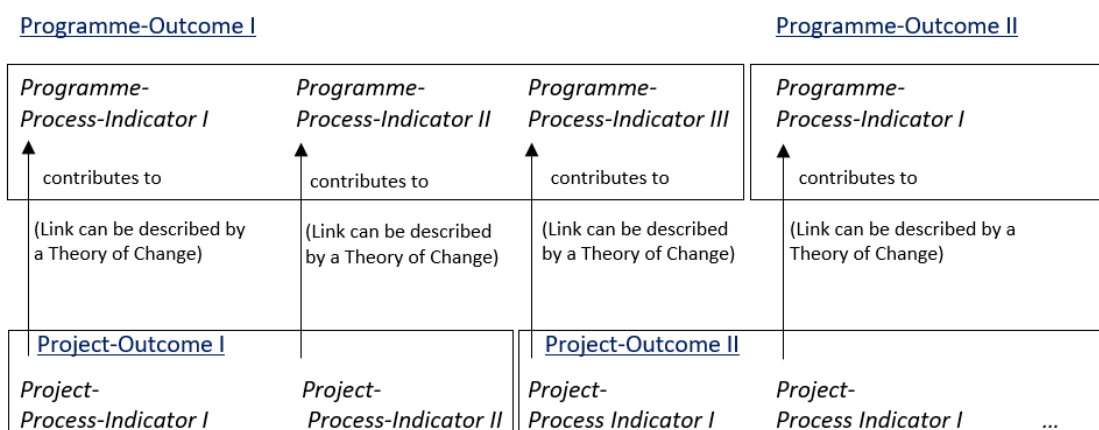 Programme-Outcome I
Programme-Outcome II
Programme-
Process-Indicator I
Programme-
Process-Indicator II
Programme-
Process-Indicator III
Programme-
Process-Indicator I
contributes to
contributes to
contributes to
contributes to
(Link can be described by
a Theory of Change)
(Link can be described
by a Theory of Change)
(Link can be described
by a Theory of Change)
(Link can be described by a
Theory of Change)
Project-Outcome I
Project-Outcome II
Project-
Process-Indicator I
Project-
Process-Indicator II
Project-
Process Indicator I
Project-
Process Indicator I
...